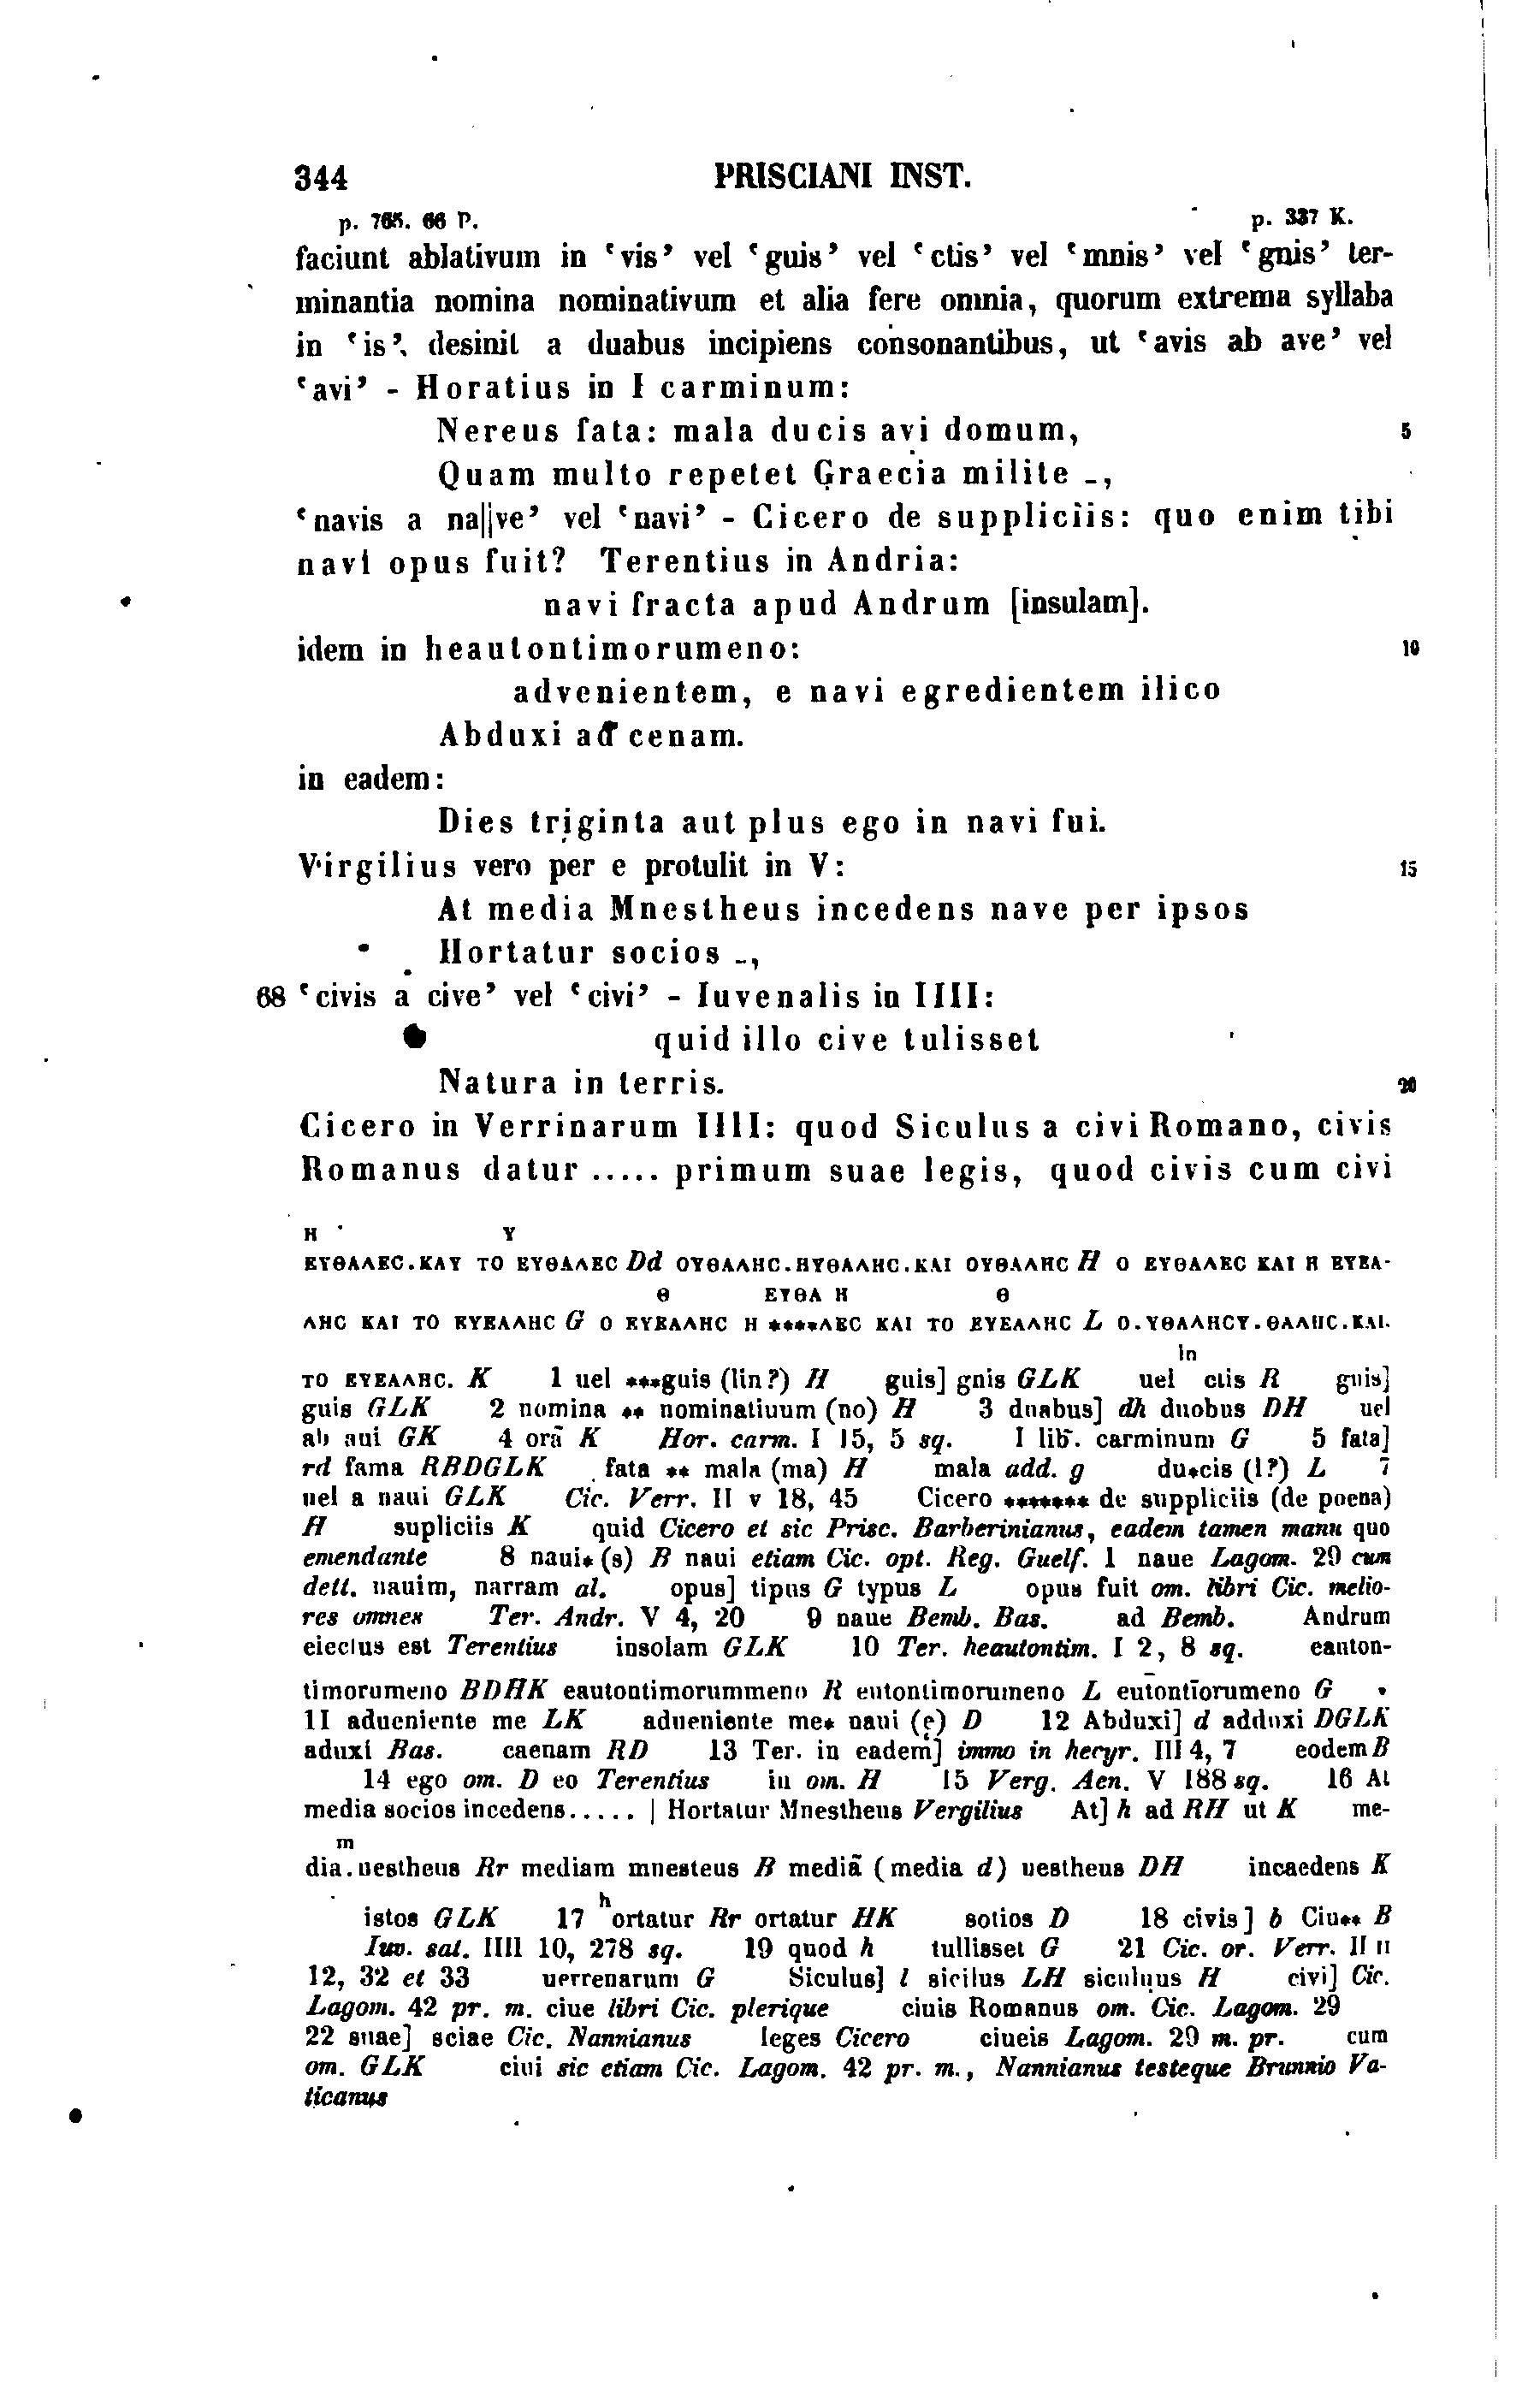 344 PRISCIANI INST.
p. 765. 66 P. p. 337 K.
faciunt ablativum in ‘vis’ vel ‘guis’ vel ‘ctis’ vel ‘mnis’ vel ‘gnis’ ter-
minantia nomina nominativum et alia fere omnia, quorum extrema syllaba
in ‘is’, desinit a duabus incipiens consonantibus, ut ‘avis ab ave’ vel
‘avi’ - Horatius in I carminum:
Nereus fata: mala ducis avi domum, 5
Quam multo repetet Graecia milite -,
‘navis a na||ve’ vel ‘navi’ - Cicero de suppliciis: quo enim tibi
navi opus fuit? Terentius in Andria:
navi fracta apud Andrum [insulam].
idem in heautontimorumeno: 10
advenientem, e navi egredientem ilico
Abduxi ad cenam.
in eadem:
Dies triginta aut plus ego in navi fui.
Virgilius vero per e protulit in V: 15
At media Mnestheus incedens nave per ipsos
Hortatur socios -,
68 ‘civis a cive’ vel ‘civi’ - Iuvenalis in IIII:
quid illo cive tulisset
Natura in terris. 20
Cicero in Verrinarum IIII: quod Siculus a civi Romano, civis
Romanus datur ..... primum suae legis, quod civis cum civi
Η Υ
ΕΥΘΑΛΕC.ΚΑΥ ΤΟ ΕΥΘΑΛΕC Dd ΟΥΘΑΛΗC.ΗΥΘΑΛΗC.ΚΑΙ ΟΥΘΑΛΗC H Ο ΕΥΘΑΛΕC ΚΑΙ Η ΕΥΕΑ-
Θ ΕΥΘΑ Η Θ
ΛΗC ΚΑΙ ΤΟ ΕΥΕΑΛΗC G Ο ΕΥΕΑΛΗC Η ****ΛΕC ΚΑΙ ΤΟ ΕΥΕΑΛΗC L Ο.ΥΘΑΛΗCΥ.ΘΑΛΗC.ΚΑΙ.
in
ΤΟ ΕΥΕΑΛΗC. K 1 uel ***guis (lin?) H guis] gnis GLK uel ctis R gnis]
guis GLK 2 nomina ** nominatiuum (no) H 3 duabus] dh duobus DH uel
ab aui GK 4 orā K Hor. carm. I 15, 5 sq. I lib. carminum G 5 fata]
rd fama RBDGLK fata ** mala (ma) H mala add. g du*cis (l?) L 7
uel a naui GLK Cic. Verr. II v 18, 45 Cicero ******* de suppliciis (de poena)
H supliciis K quid Cicero et sic Prisc. Barberinianus, eadem tamen manu quo
emendante 8 naui* (s) B naui etiam Cic. opt. Reg. Guelf. 1 naue Lagom. 29 cum
dett. nauim, narram al. opus] tipus G typus L opus fuit om. libri Cic. melio-
res omnes Ter. Andr. V 4, 20 9 naue Bemb. Bas. ad Bemb. Andrum
eiectus est Terentius insolam GLK 10 Ter. heautontim. I 2, 8 sq. eauton-
timorumeno BDHK eautontimorummeno R eutontimorumeno L eutontīorumeno G
11 adueniente me LK adueniente me* naui (ę) D 12 Abduxi] d adduxi DGLK
aduxi Bas. caenam RD 13 Ter. in eadem] immo in hecyr. III 4, 7 eodem B
14 ego om. D eo Terentius in om. H 15 Verg. Aen. V 188 sq. 16 At
media socios incedens..... | Hortatur Mnestheus Vergilius At] h ad RH ut K me-
m
dia.nestheus Rr mediam mnesteus B mediā (media d) nestheus DH incaedens K
h
istos GLK 17 ortatur Rr ortatur HK sotios D 18 civis] b Ciu** B
Iuv. sat. IIII 10, 278 sq. 19 quod h tullisset G 21 Cic. or. Verr. II II
12, 32 et 33 uerrenarum G Siculus] l sicilus LH siculnus H civi] Cic.
Lagom. 42 pr. m. ciue libri Cic. plerique ciuis Romanus om. Cic. Lagom. 29
22 suae] sciae Cic. Nannianus leges Cicero ciueis Lagom. 29 m. pr. cum
om. GLK ciui sic etiam Cic. Lagom. 42 pr. m., Nannianus testeque Brunnio Va-
ticanus